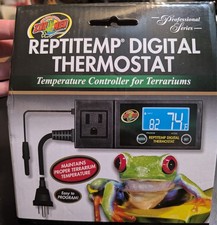 ZOO MED
Professional
Series
REPTITEMP® DIGITAL
THERMOSTAT
Temperature Controller for Terrariums
82 74°F
REPTITEMP DIGITAL
THERMOSTAT
MAINTAINS
PROPER TERRARIUM
TEMPERATURE
Easy to
PROGRAM!